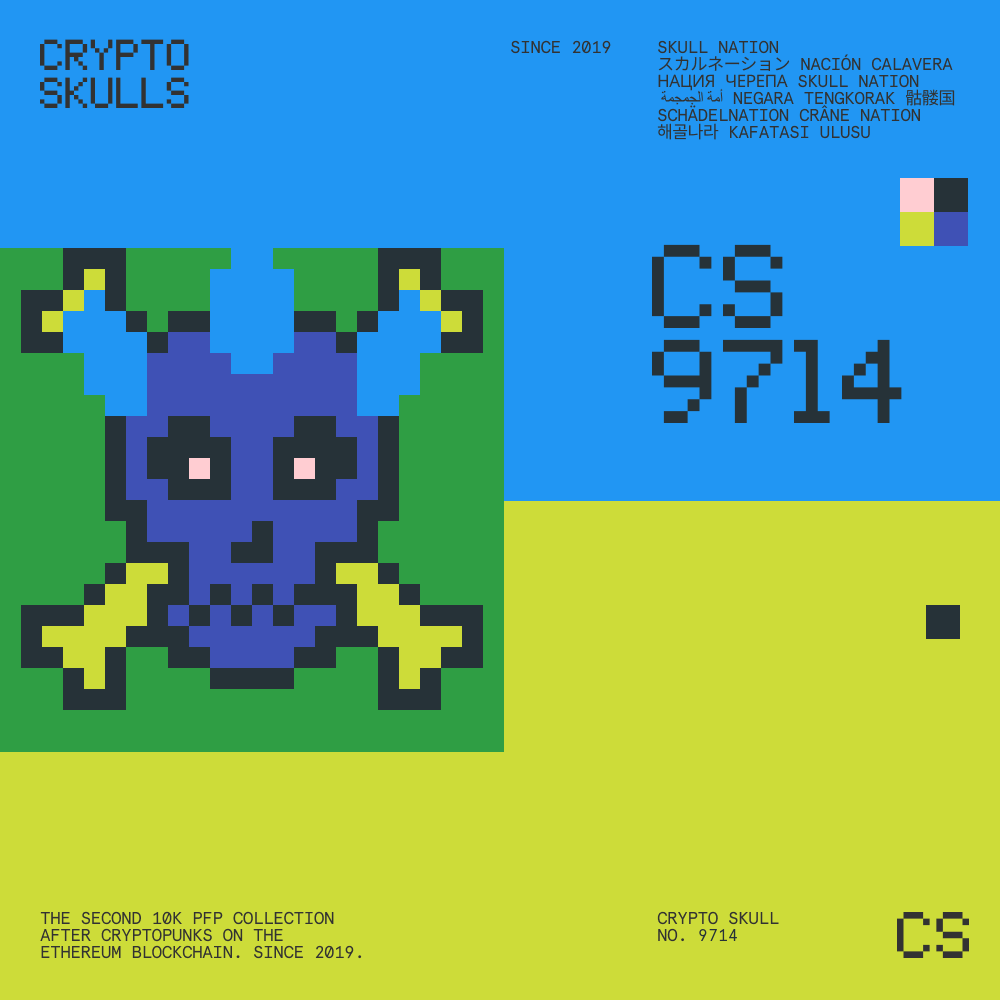 CRYPTO
SKULLS
SINCE 2019
SKULL NATION
スカルネーション NACIÓN CALAVERA
НАЦИЯ ЧЕРЕПА SKULL NATION
أمة الجمجمة NEGARA TENGKORAK 骷髅国
SCHÄDELNATION CRÂNE NATION
해골나라 KAFATASI ULUSU
CS
9714
THE SECOND 10K PFP COLLECTION
AFTER CRYPTOPUNKS ON THE
ETHEREUM BLOCKCHAIN. SINCE 2019.
CRYPTO SKULL
NO. 9714
CS